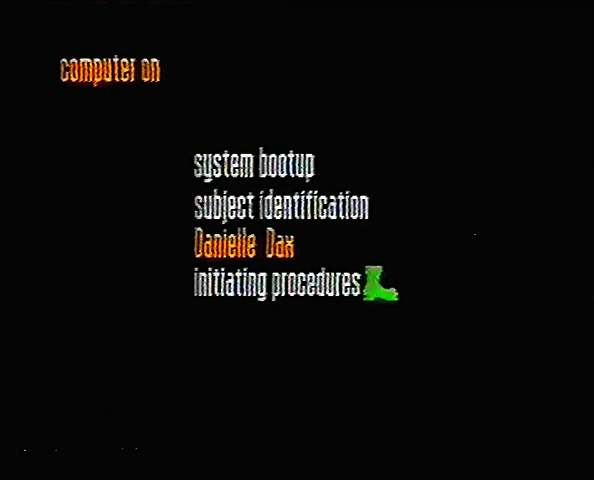 computer on
system bootup
subject identification
Danielle Dax
initiating procedures